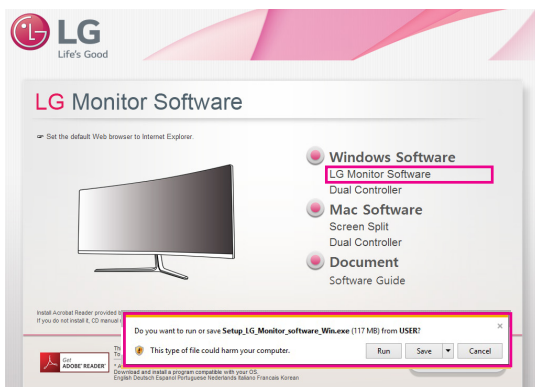 LG
Life's Good
LG Monitor Software
☞ Set the default Web browser to Internet Explorer.
Windows Software
LG Monitor Software
Dual Controller
Mac Software
Screen Split
Dual Controller
Document
Software Guide
Install Acrobat Reader provided
If you do not install it, CD manual
Do you want to run or save Setup_LG_Monitor_software_Win.exe (117 MB) from USER?
×
This type of file could harm your computer.
Run
Save
Cancel
Get
ADOBE® READER®
Download and install a program compatible with your OS.
English Deutsch Espanol Portuguese Nederlands Italiano Francais Korean